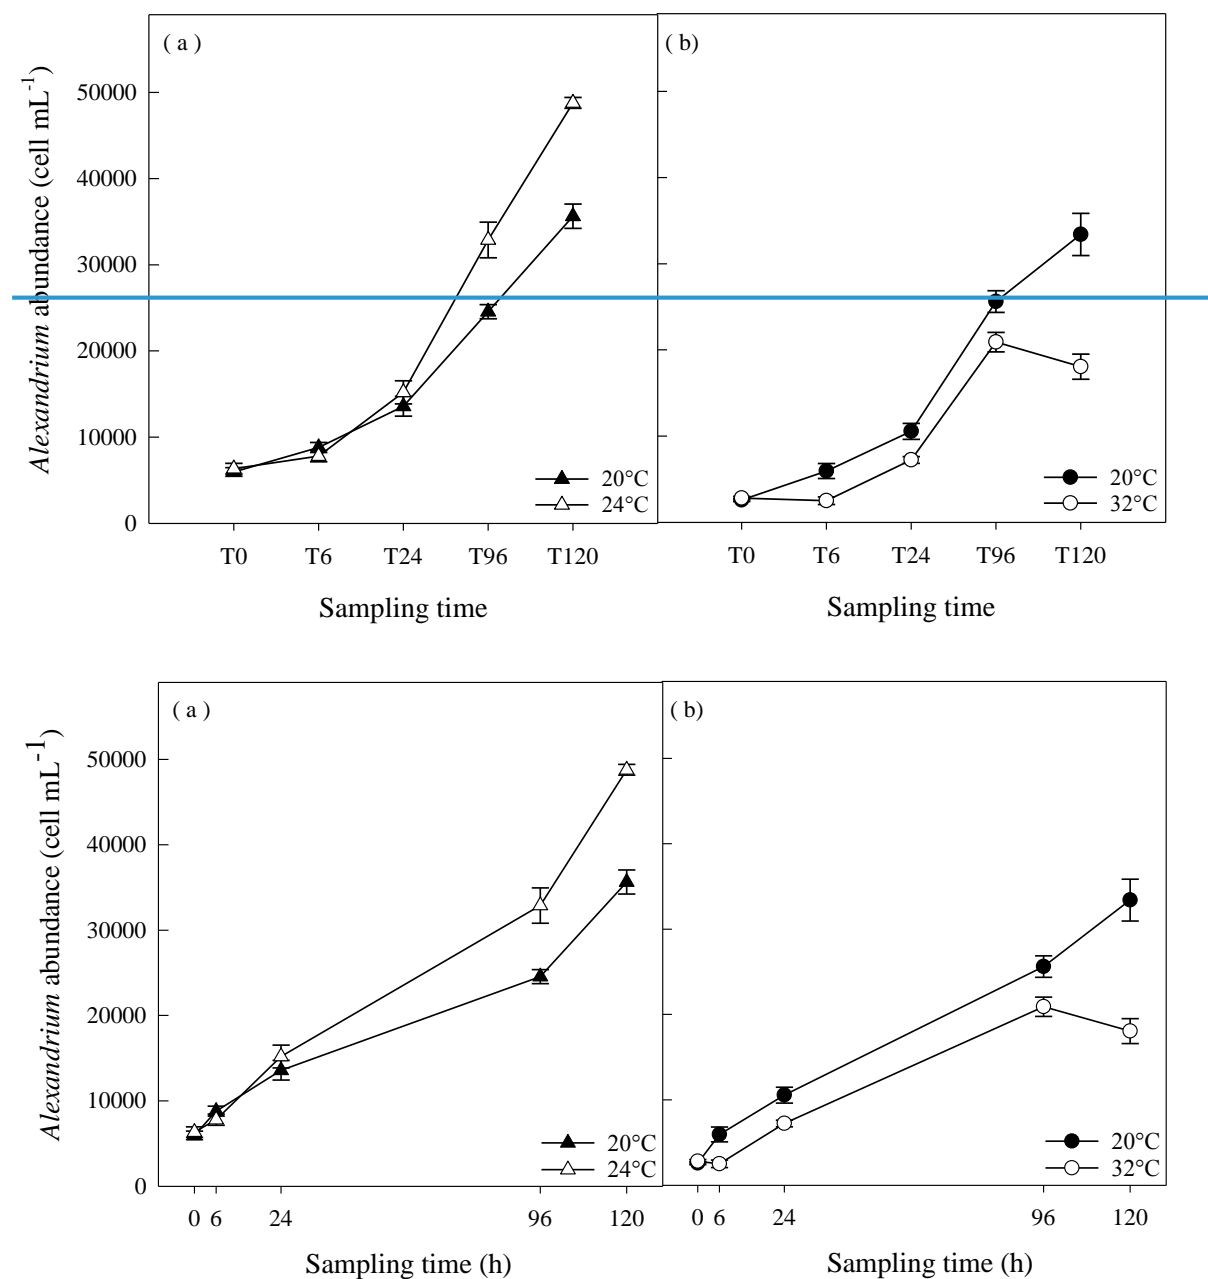 ( a )
( b)
Alexandrium abundance (cell mL-1)
50000
40000
30000
20000
10000
0
20°C
24°C
20°C
32°C
T0 T6 T24 T96 T120
T0 T6 T24 T96 T120
Sampling time
Sampling time
( a )
( b)
Alexandrium abundance (cell mL-1)
50000
40000
30000
20000
10000
0
20°C
24°C
20°C
32°C
0 6 24 96 120
0 6 24 96 120
Sampling time (h)
Sampling time (h)